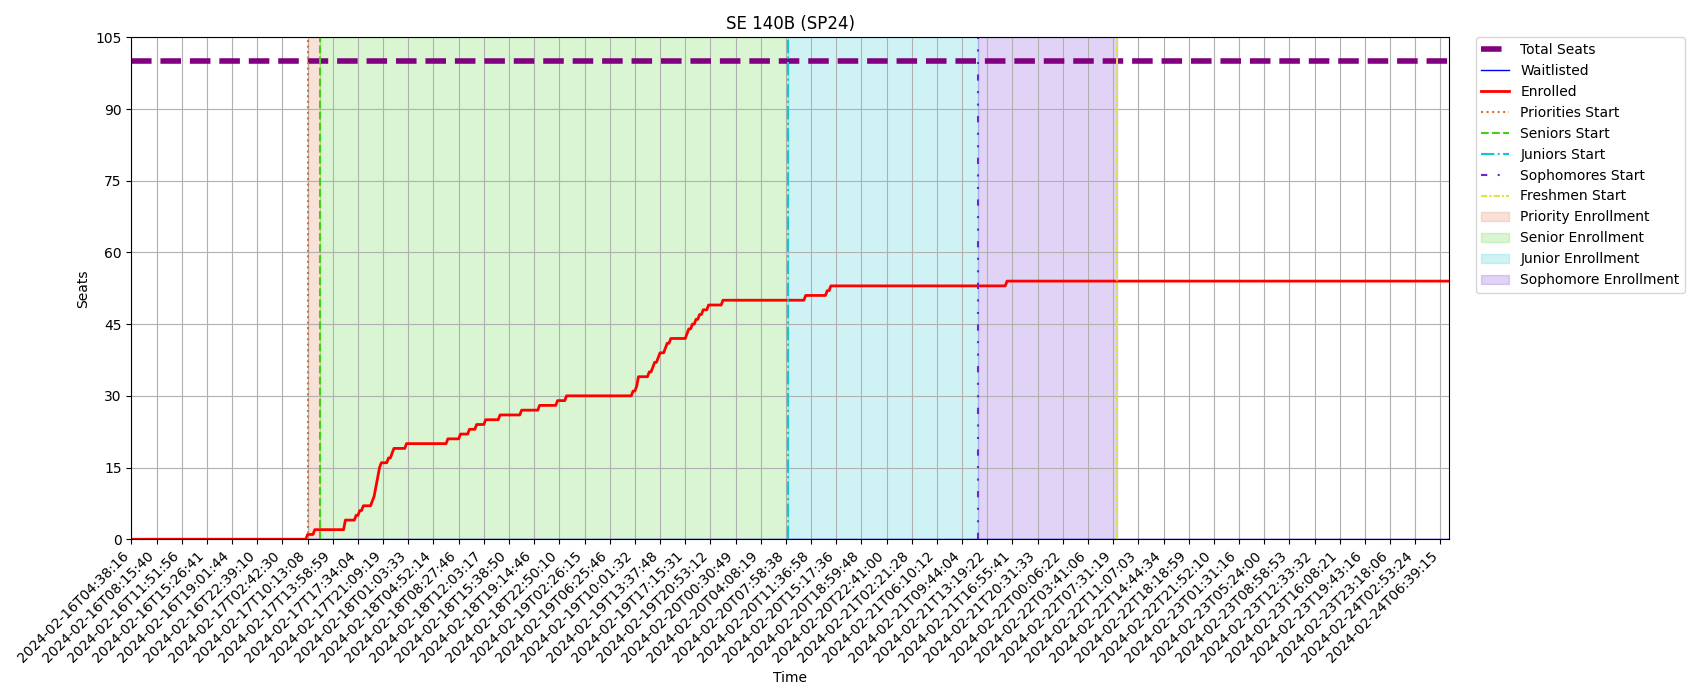 SE 140B (SP24)
105
90
75
60
45
30
15
0
Seats
2024-02-16T04:38:16
2024-02-16T08:15:40
2024-02-16T11:51:56
2024-02-16T15:26:41
2024-02-16T19:01:44
2024-02-16T22:39:10
2024-02-17T02:42:30
2024-02-17T10:13:08
2024-02-17T13:58:59
2024-02-17T17:34:04
2024-02-17T21:09:19
2024-02-18T01:03:33
2024-02-18T04:52:14
2024-02-18T08:27:46
2024-02-18T12:03:17
2024-02-18T15:38:50
2024-02-18T19:14:46
2024-02-18T22:50:10
2024-02-19T02:26:15
2024-02-19T06:25:46
2024-02-19T10:01:32
2024-02-19T13:37:48
2024-02-19T17:15:31
2024-02-19T20:53:12
2024-02-20T00:30:49
2024-02-20T04:08:19
2024-02-20T07:58:38
2024-02-20T11:36:58
2024-02-20T15:17:36
2024-02-20T18:59:48
2024-02-20T22:41:00
2024-02-21T02:21:28
2024-02-21T06:10:12
2024-02-21T09:44:04
2024-02-21T13:19:22
2024-02-21T16:55:41
2024-02-21T20:31:33
2024-02-22T00:06:22
2024-02-22T03:41:06
2024-02-22T07:31:19
2024-02-22T11:07:03
2024-02-22T14:44:34
2024-02-22T18:18:59
2024-02-22T21:52:10
2024-02-23T01:31:16
2024-02-23T05:24:00
2024-02-23T08:58:53
2024-02-23T12:33:32
2024-02-23T16:08:21
2024-02-23T19:43:16
2024-02-23T23:18:06
2024-02-24T02:53:24
2024-02-24T06:39:15
Time
Total Seats
Waitlisted
Enrolled
Priorities Start
Seniors Start
Juniors Start
Sophomores Start
Freshmen Start
Priority Enrollment
Senior Enrollment
Junior Enrollment
Sophomore Enrollment